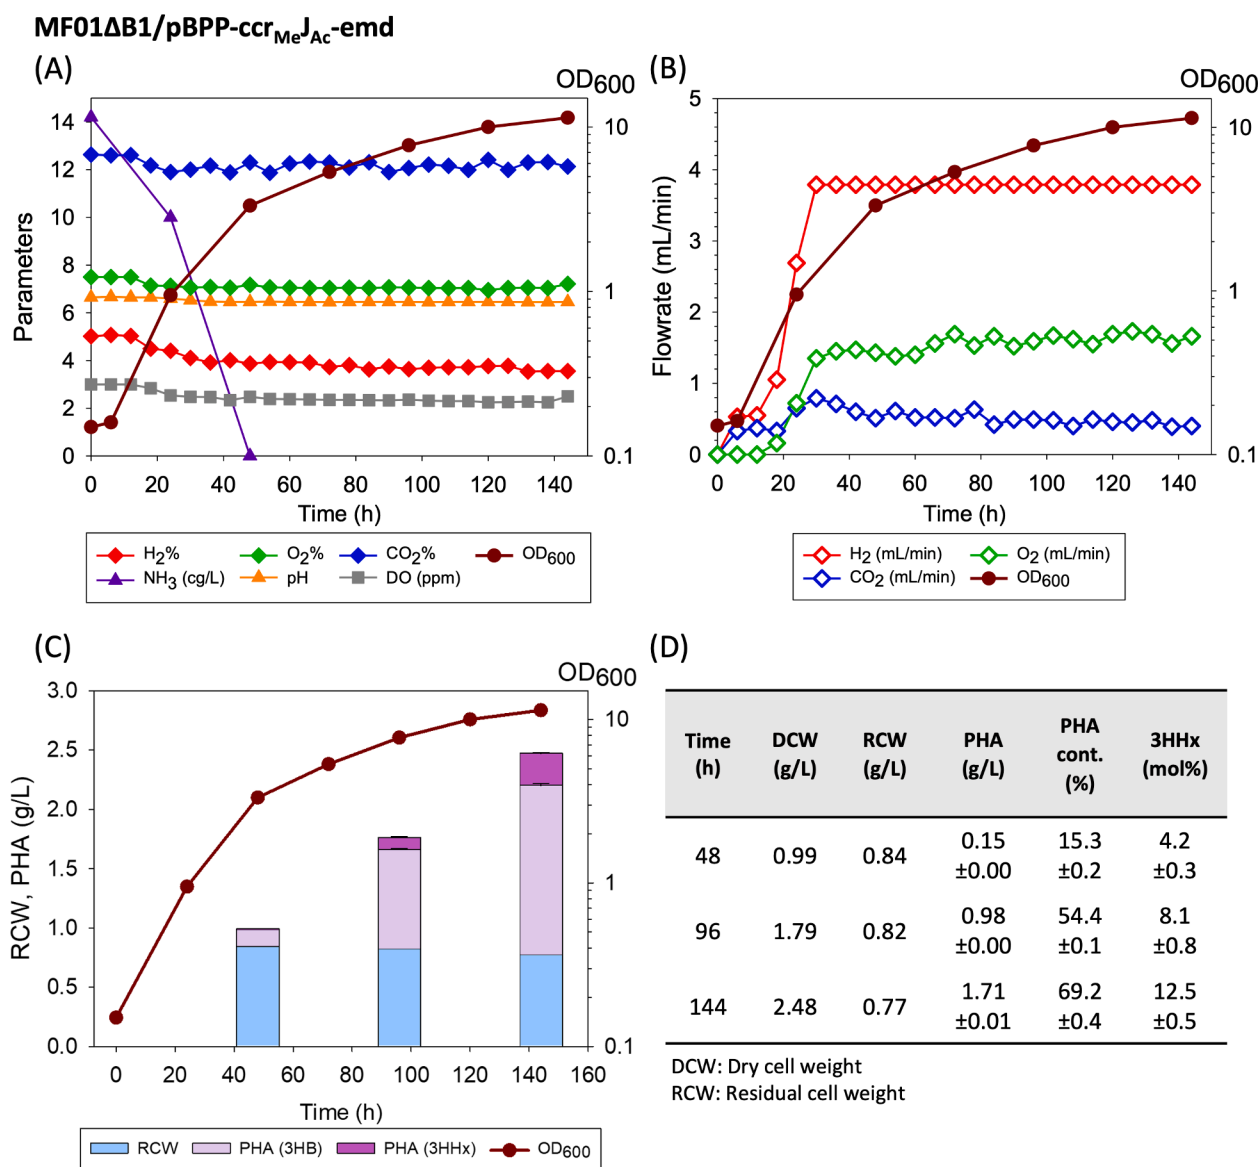 MF01ΔB1/pBPP-ccrMeJAc-emd
(A)
OD600
14
12
10
8
6
4
2
0
Parameters
10
1
0.1
0 20 40 60 80 100 120 140
Time (h)
H2% O2% CO2% OD600
NH3 (cg/L) pH DO (ppm)
(B)
OD600
5
4
3
2
1
0
Flowrate (mL/min)
10
1
0.1
0 20 40 60 80 100 120 140
Time (h)
H2 (mL/min) O2 (mL/min)
CO2 (mL/min) OD600
(C)
OD600
3.0
2.5
2.0
1.5
1.0
0.5
0.0
RCW, PHA (g/L)
10
1
0.1
0 20 40 60 80 100 120 140 160
Time (h)
RCW PHA (3HB) PHA (3HHx) OD600
(D)
Time (h) DCW (g/L) RCW (g/L) PHA (g/L) PHA cont. (%) 3HHx (mol%)
48 0.99 0.84 0.15 ±0.00 15.3 ±0.2 4.2 ±0.3
96 1.79 0.82 0.98 ±0.00 54.4 ±0.1 8.1 ±0.8
144 2.48 0.77 1.71 ±0.01 69.2 ±0.4 12.5 ±0.5
DCW: Dry cell weight
RCW: Residual cell weight